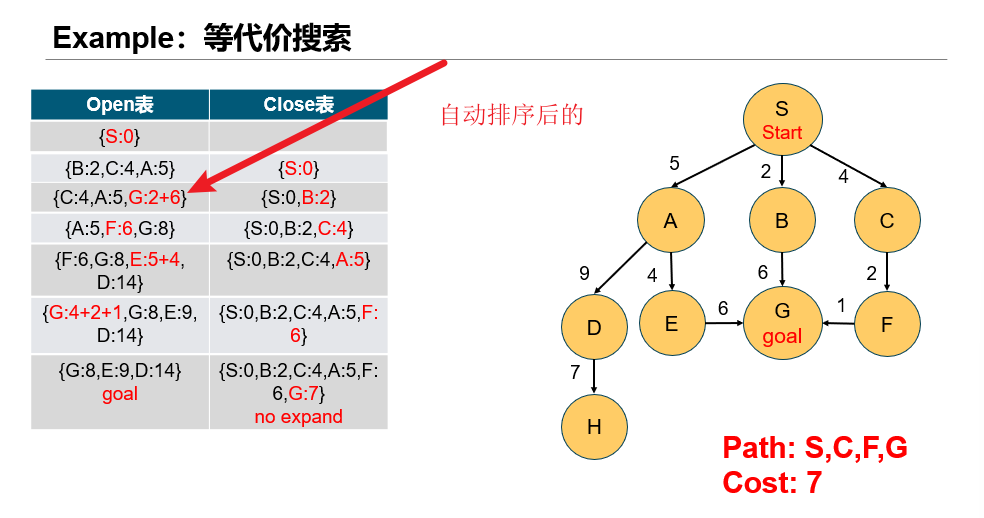 Example：等代价搜索
Open表 Close表
{S:0}
{B:2,C:4,A:5} {S:0}
{C:4,A:5,G:2+6} {S:0,B:2}
{A:5,F:6,G:8} {S:0,B:2,C:4}
{F:6,G:8,E:5+4, {S:0,B:2,C:4,A:5}
D:14}
{G:4+2+1,G:8,E:9, {S:0,B:2,C:4,A:5,F:
D:14} 6}
{G:8,E:9,D:14} {S:0,B:2,C:4,A:5,F:
goal 6,G:7}
no expand
自动排序后的
S
Start
5 2 4
A B C
9 4 6 2
D E 6 G 1 F
goal
7
H
Path: S,C,F,G
Cost: 7